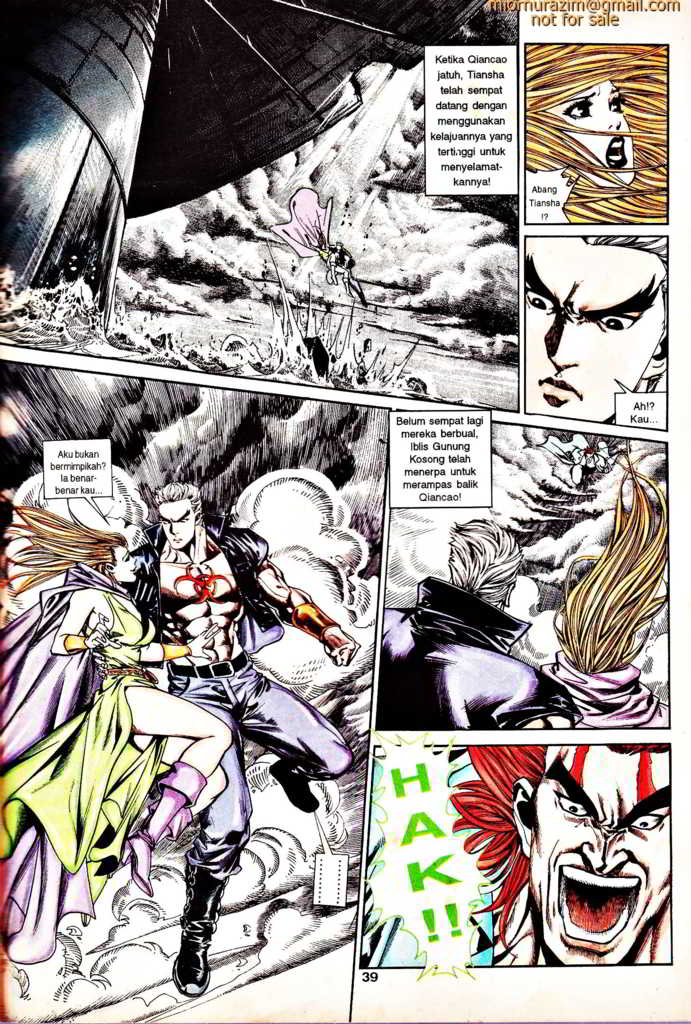 miornurazim@gmail.com
not for sale
Ketika Qiancao
jatuh, Tiansha
telah sempat
datang dengan
menggunakan
kelajuannya yang
tertinggi untuk
menyelamat-
kannya!
Abang
Tiansha
!?
Ah!?
Kau...
Aku bukan
bermimpikah?
Ia benar-
benar kau...
Belum sempat lagi
mereka berbual,
Iblis Gunung
Kosong telah
menerpa untuk
merampas balik
Qiancao!
HAK!!
39